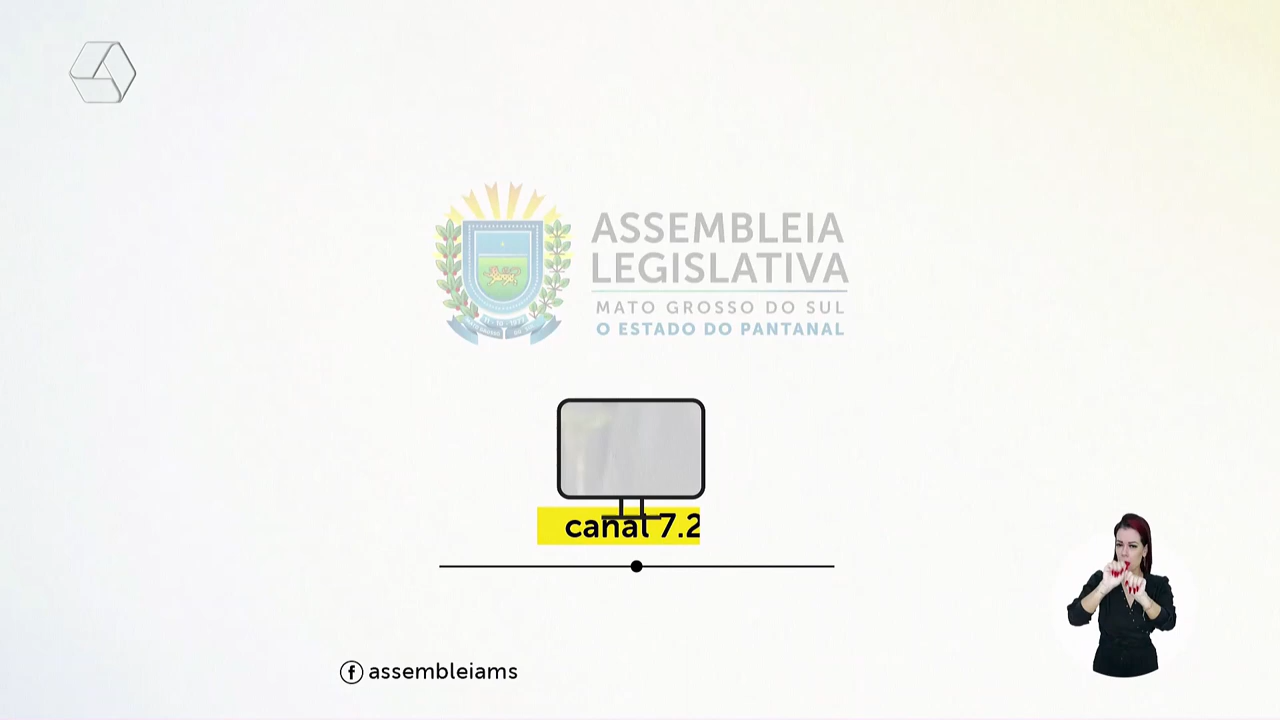 ASSEMBLEIA
LEGISLATIVA
MATO GROSSO DO SUL
O ESTADO DO PANTANAL
canal 7.2
assembleiams